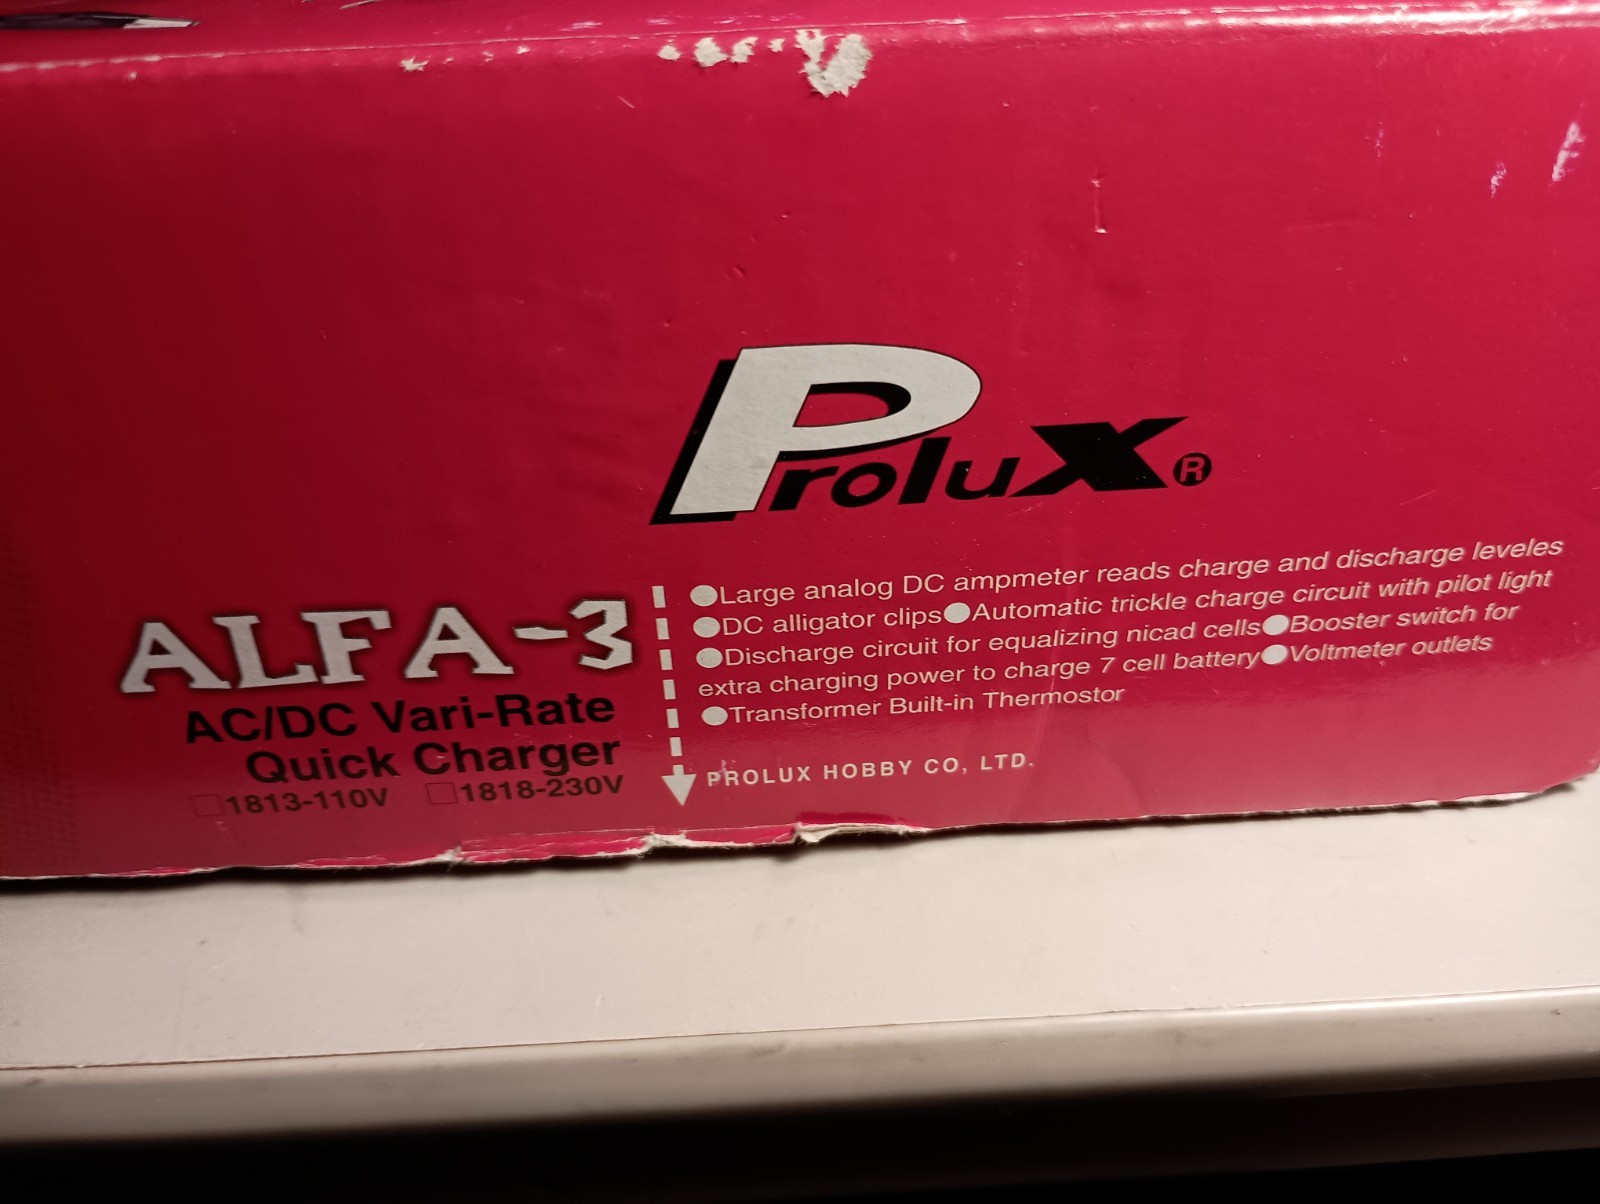 Prolux®
ALFA-3
AC/DC Vari-Rate
Quick Charger
□1813-110V □1818-230V
●Large analog DC ampmeter reads charge and discharge leveles
●DC alligator clips●Automatic trickle charge circuit with pilot light
●Discharge circuit for equalizing nicad cells●Booster switch for
extra charging power to charge 7 cell battery●Voltmeter outlets
●Transformer Built-in Thermostor
PROLUX HOBBY CO, LTD.